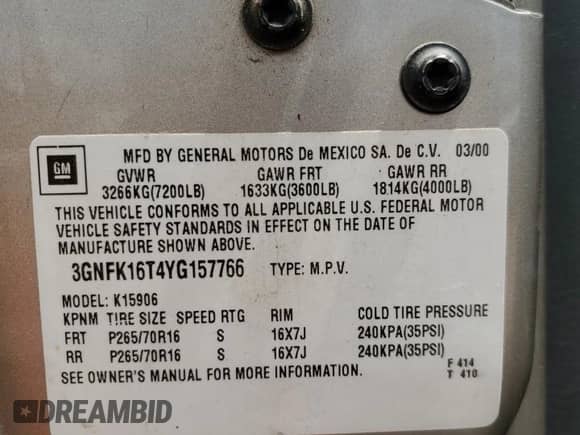 GM
MFD BY GENERAL MOTORS De MEXICO SA. De C.V. 03/00
GVWR GAWR FRT GAWR RR
3266KG(7200LB) 1633KG(3600LB) 1814KG(4000LB)
THIS VEHICLE CONFORMS TO ALL APPLICABLE U.S. FEDERAL MOTOR
VEHICLE SAFETY STANDARDS IN EFFECT ON THE DATE OF
MANUFACTURE SHOWN ABOVE.
3GNFK16T4YG157766 TYPE: M.P.V.
MODEL: K15906
KPNM TIRE SIZE SPEED RTG RIM COLD TIRE PRESSURE
FRT P265/70R16 S 16X7J 240KPA(35PSI)
RR P265/70R16 S 16X7J 240KPA(35PSI)
SEE OWNER'S MANUAL FOR MORE INFORMATION.
F 414
T 410
DREAMBID